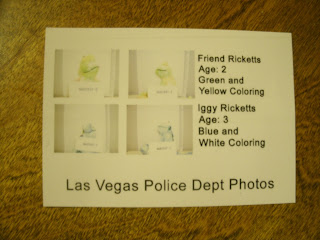 Friend Ricketts
Age: 2
Green and
Yellow Coloring
Iggy Ricketts
Age: 3
Blue and
White Coloring
Las Vegas Police Dept Photos